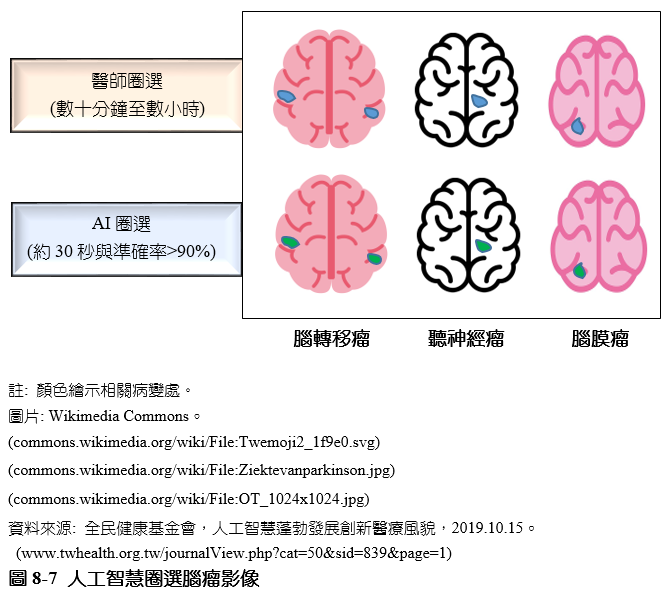 醫師圈選
(數十分鐘至數小時)
AI 圈選
(約 30 秒與準確率>90%)
腦轉移瘤 聽神經瘤 腦膜瘤
註: 顏色繪示相關病變處。
圖片: Wikimedia Commons。
(commons.wikimedia.org/wiki/File:Twemoji2_1f9e0.svg)
(commons.wikimedia.org/wiki/File:Ziektevanparkinson.jpg)
(commons.wikimedia.org/wiki/File:OT_1024x1024.jpg)
資料來源: 全民健康基金會，人工智慧蓬勃發展創新醫療風貌，2019.10.15。
(www.twhealth.org.tw/journalView.php?cat=50&sid=839&page=1)
圖 8-7 人工智慧圈選腦瘤影像